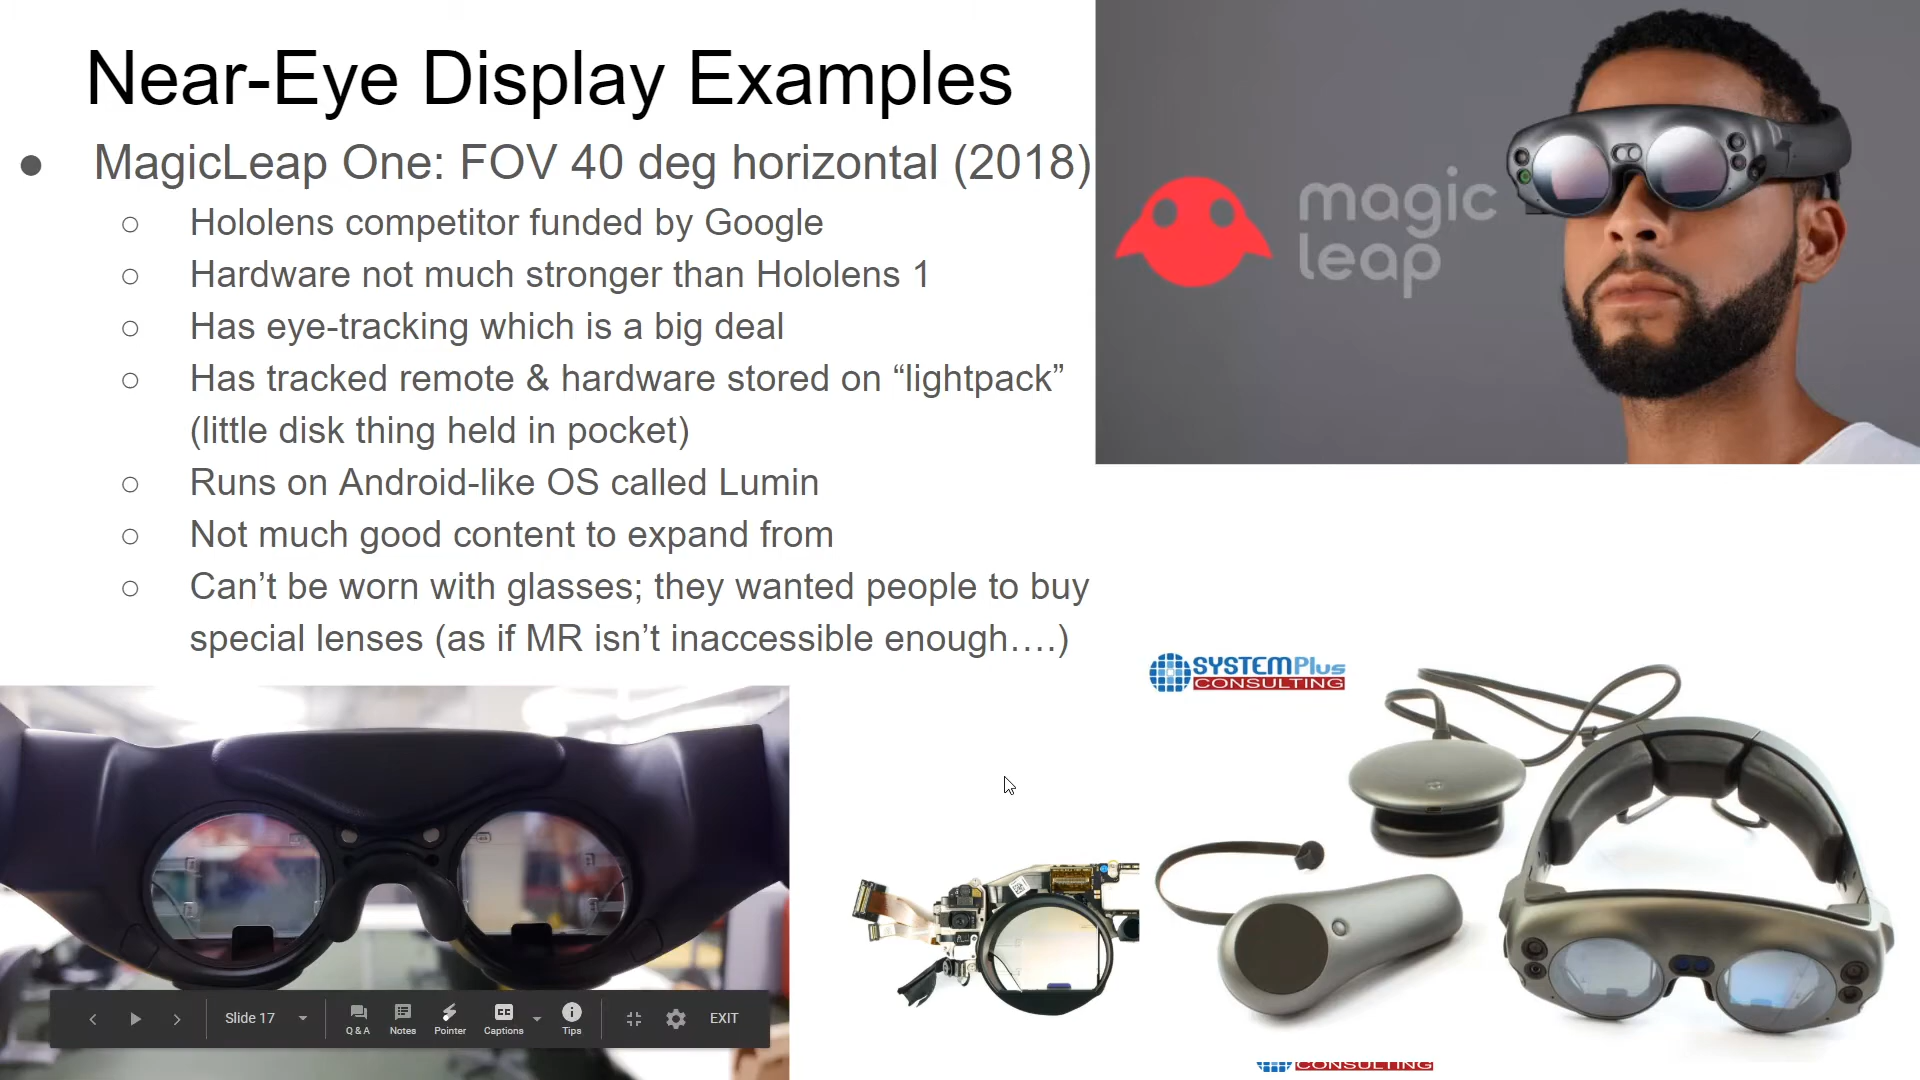 Near-Eye Display Examples
● MagicLeap One: FOV 40 deg horizontal (2018)
○ Hololens competitor funded by Google
○ Hardware not much stronger than Hololens 1
○ Has eye-tracking which is a big deal
○ Has tracked remote & hardware stored on “lightpack”
(little disk thing held in pocket)
○ Runs on Android-like OS called Lumin
○ Not much good content to expand from
○ Can’t be worn with glasses; they wanted people to buy
special lenses (as if MR isn’t inaccessible enough….)
magic
leap
SYSTEMPlus
CONSULTING
Slide 17
Q & A
Notes
Pointer
CC
Captions
Tips
EXIT
CONSULTING